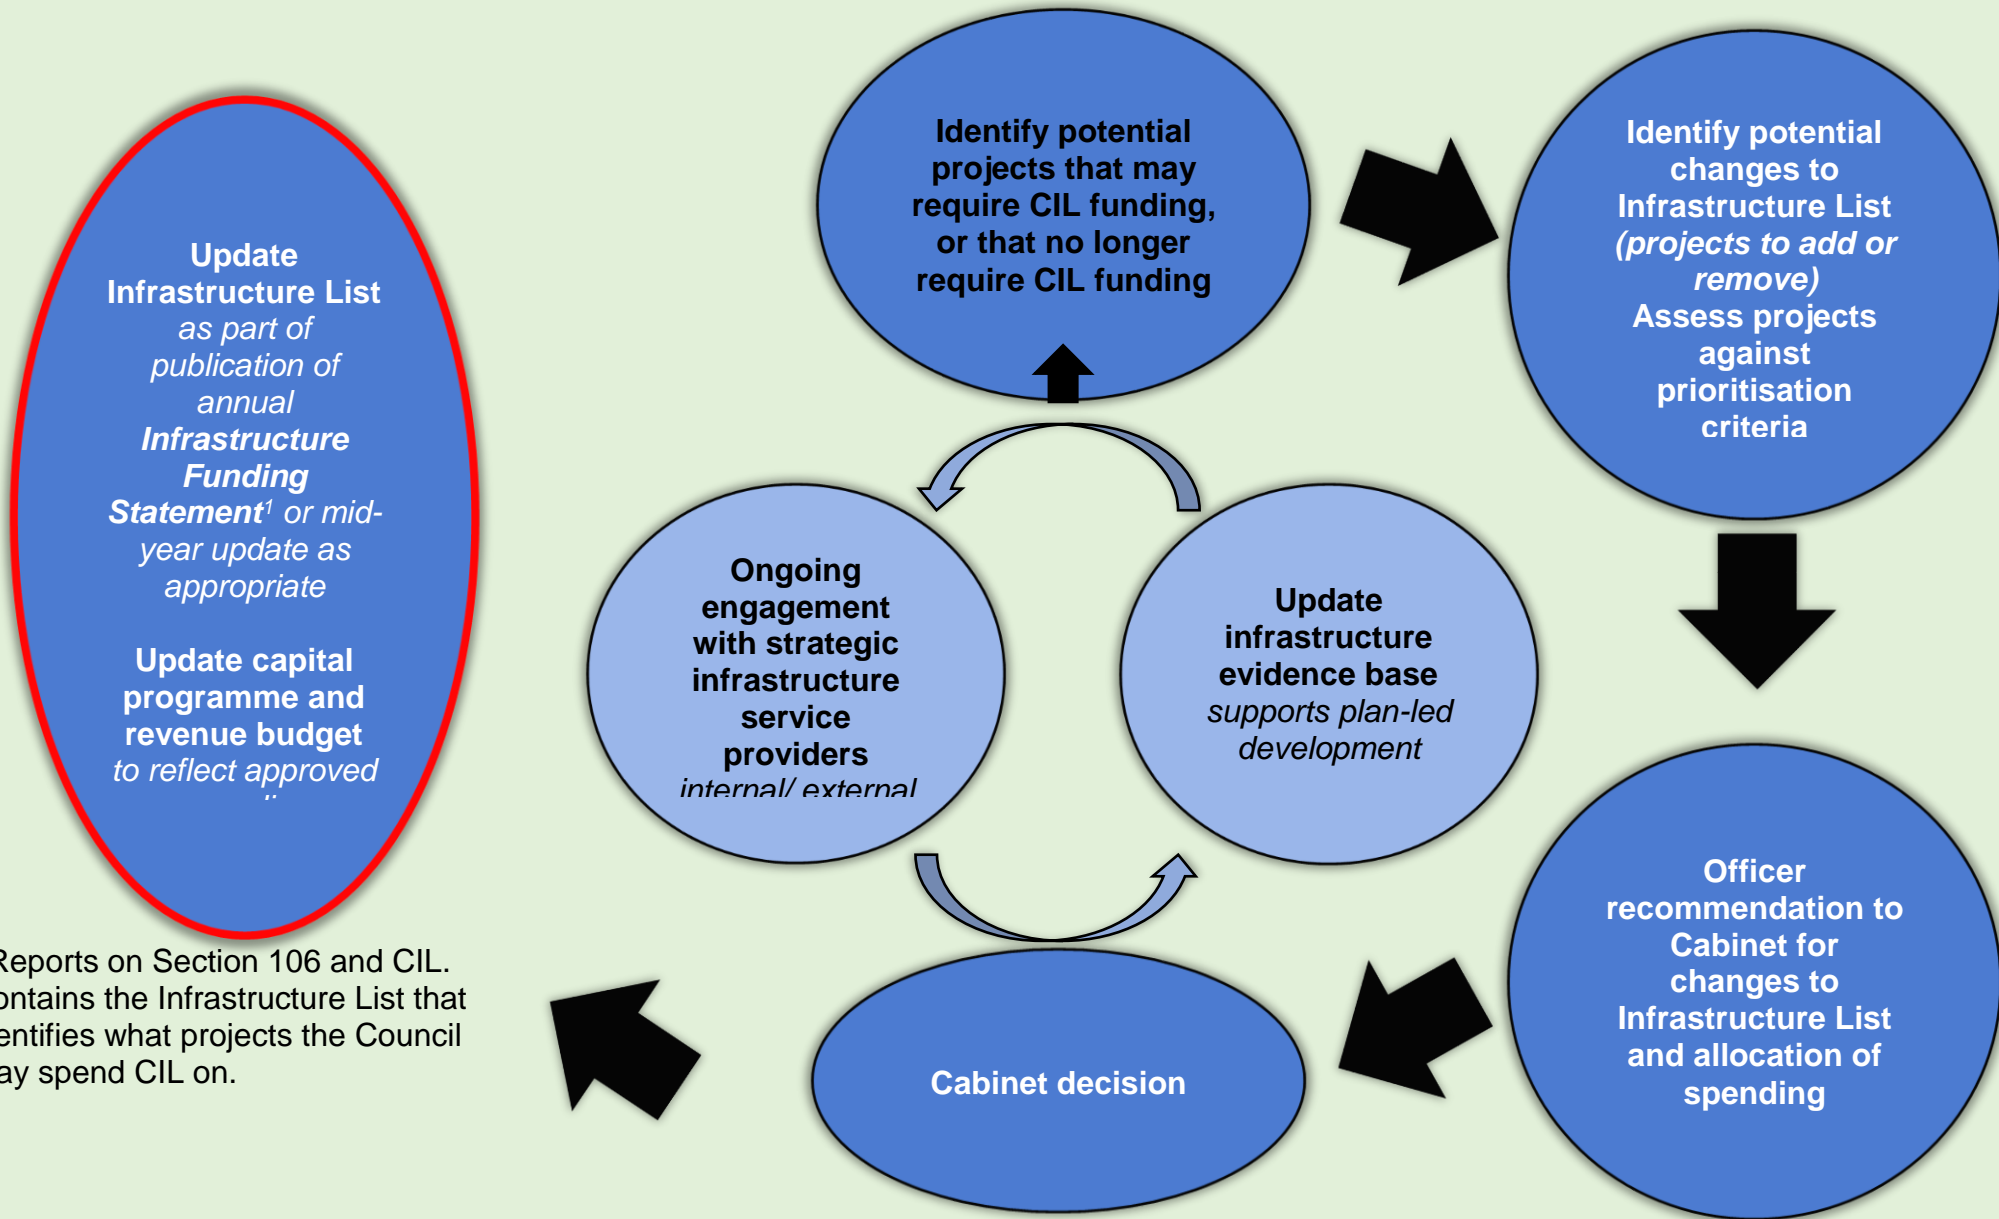 Identify potential
projects that may
require CIL funding,
or that no longer
require CIL funding
Identify potential
changes to
Infrastructure List
(projects to add or
remove)
Assess projects
against
prioritisation
criteria
Update
Infrastructure List
as part of
publication of
annual
Infrastructure
Funding
Statement¹ or mid-
year update as
appropriate
Update capital
programme and
revenue budget
to reflect approved
Ongoing
engagement
with strategic
infrastructure
service
providers
internal/ external
Update
infrastructure
evidence base
supports plan-led
development
Officer
recommendation to
Cabinet for
changes to
Infrastructure List
and allocation of
spending
Cabinet decision
Reports on Section 106 and CIL.
ontains the Infrastructure List that
entifies what projects the Council
ay spend CIL on.